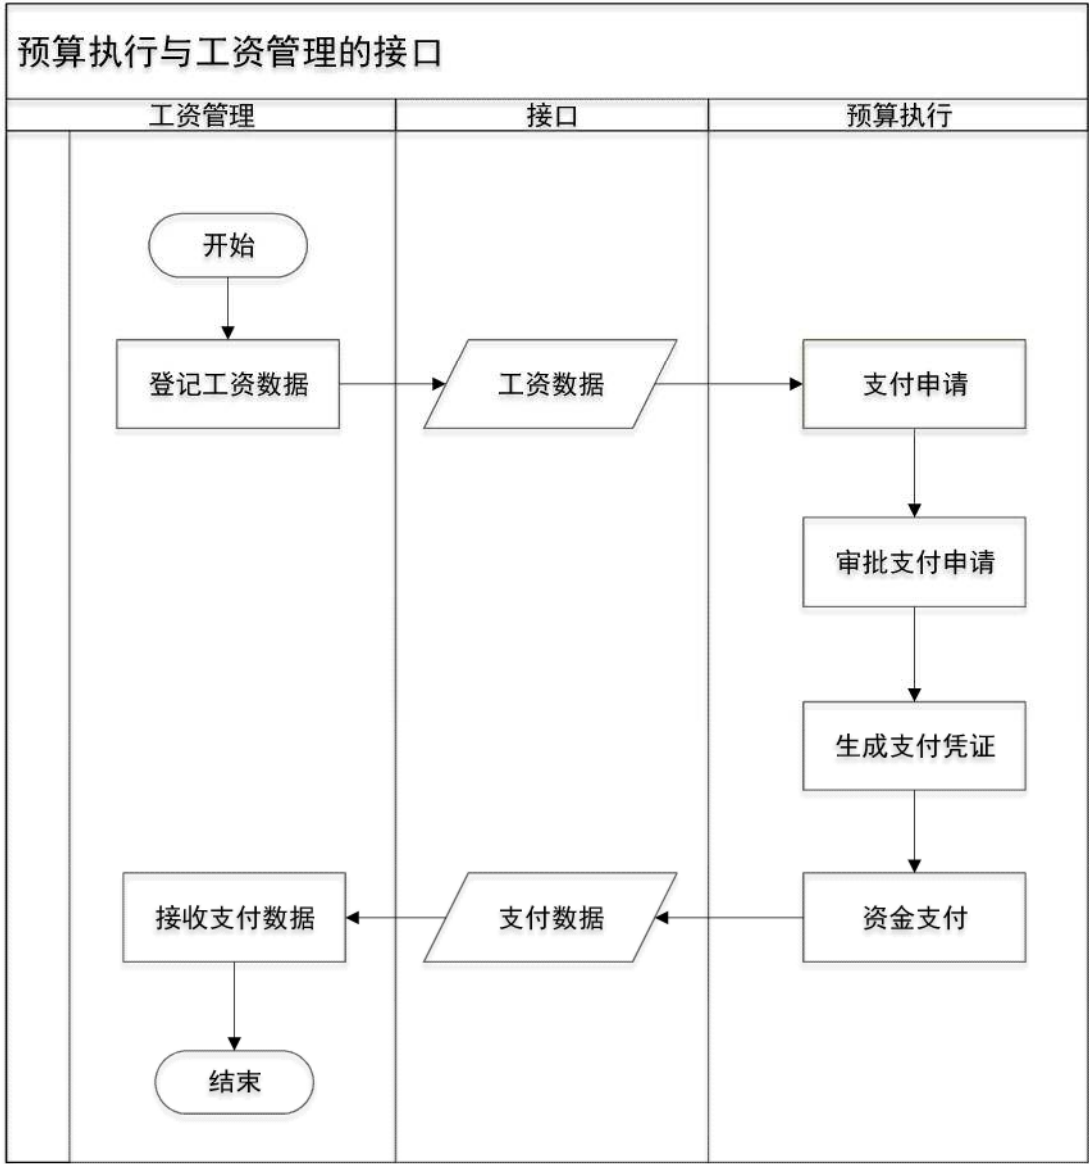 预算执行与工资管理的接口
工资管理
接口
预算执行
开始
登记工资数据
工资数据
支付申请
审批支付申请
生成支付凭证
接收支付数据
支付数据
资金支付
结束